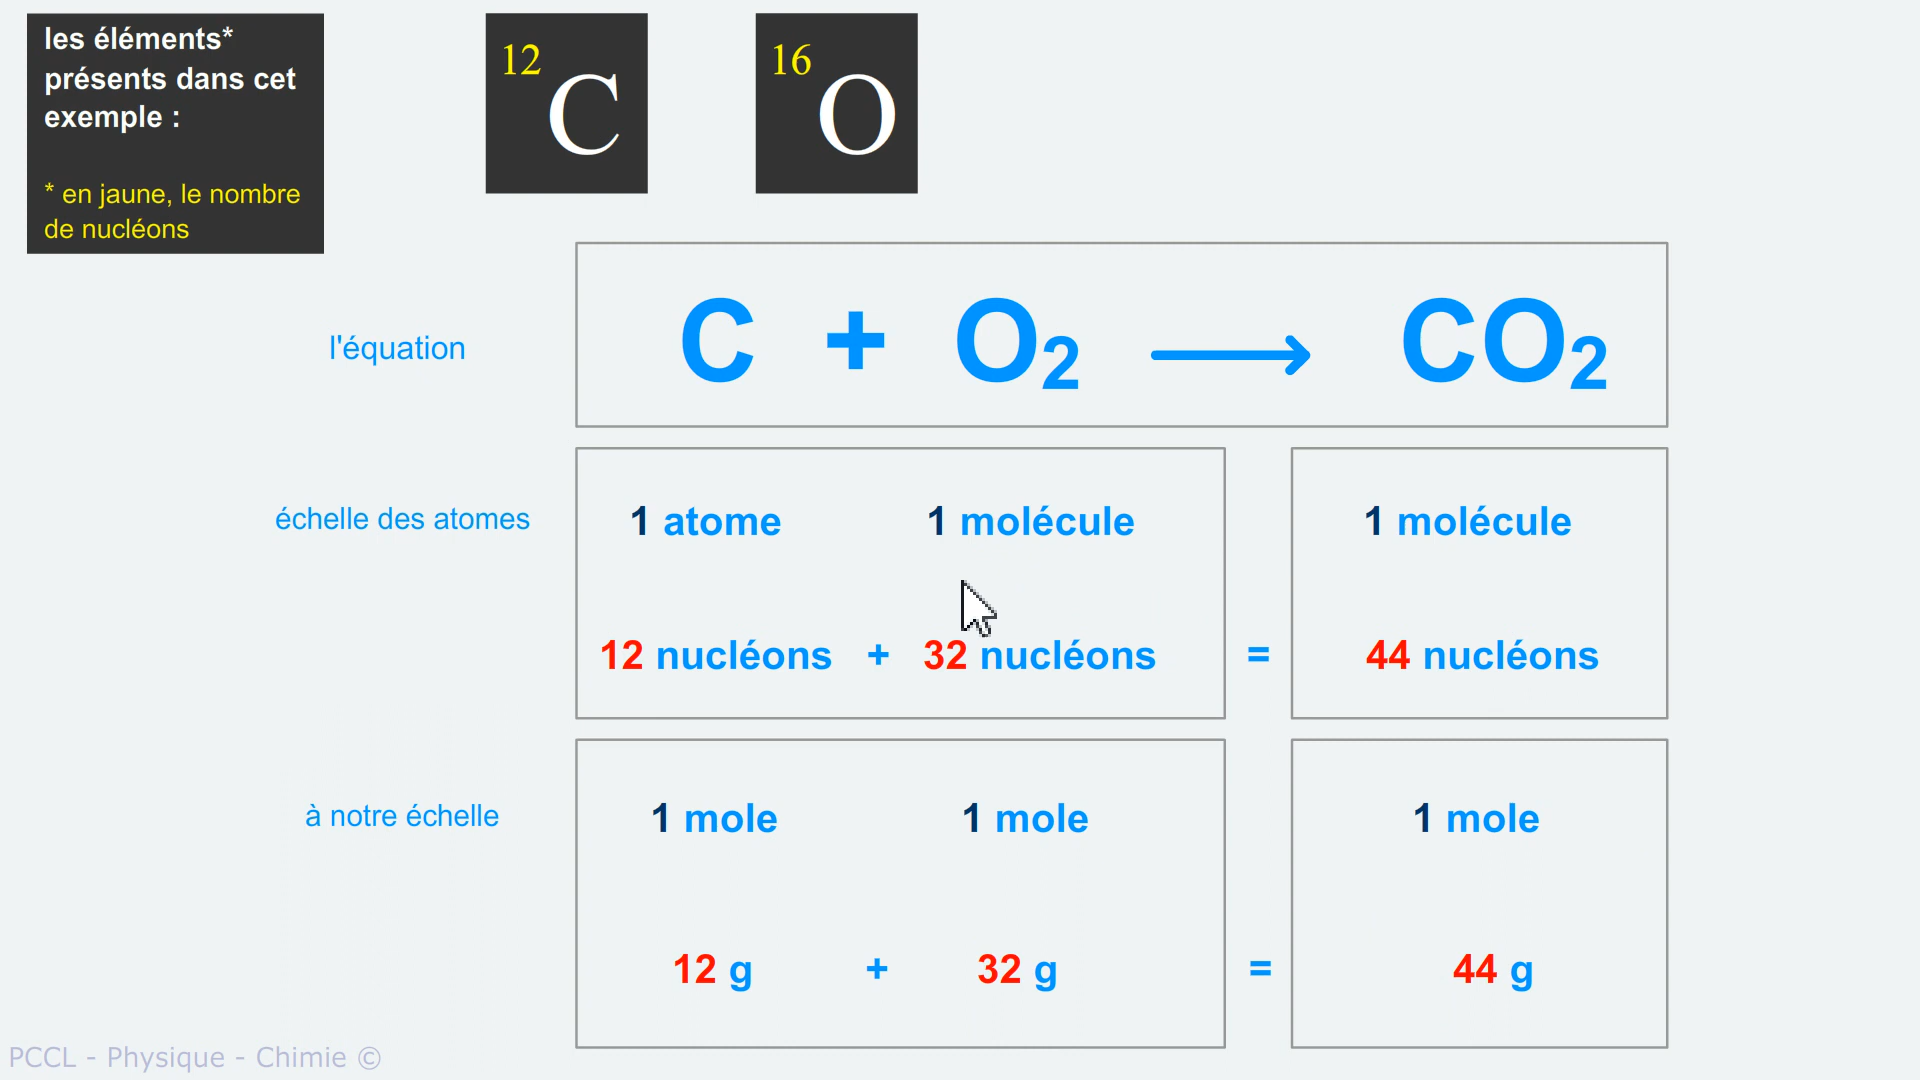 les éléments*
présents dans cet
exemple :
* en jaune, le nombre
de nucléons
12 C
16 O
l'équation
C + O2 ⟶ CO2
échelle des atomes
1 atome 1 molécule 1 molécule
12 nucléons + 32 nucléons = 44 nucléons
à notre échelle
1 mole 1 mole 1 mole
12 g + 32 g = 44 g
PCCL - Physique - Chimie ©